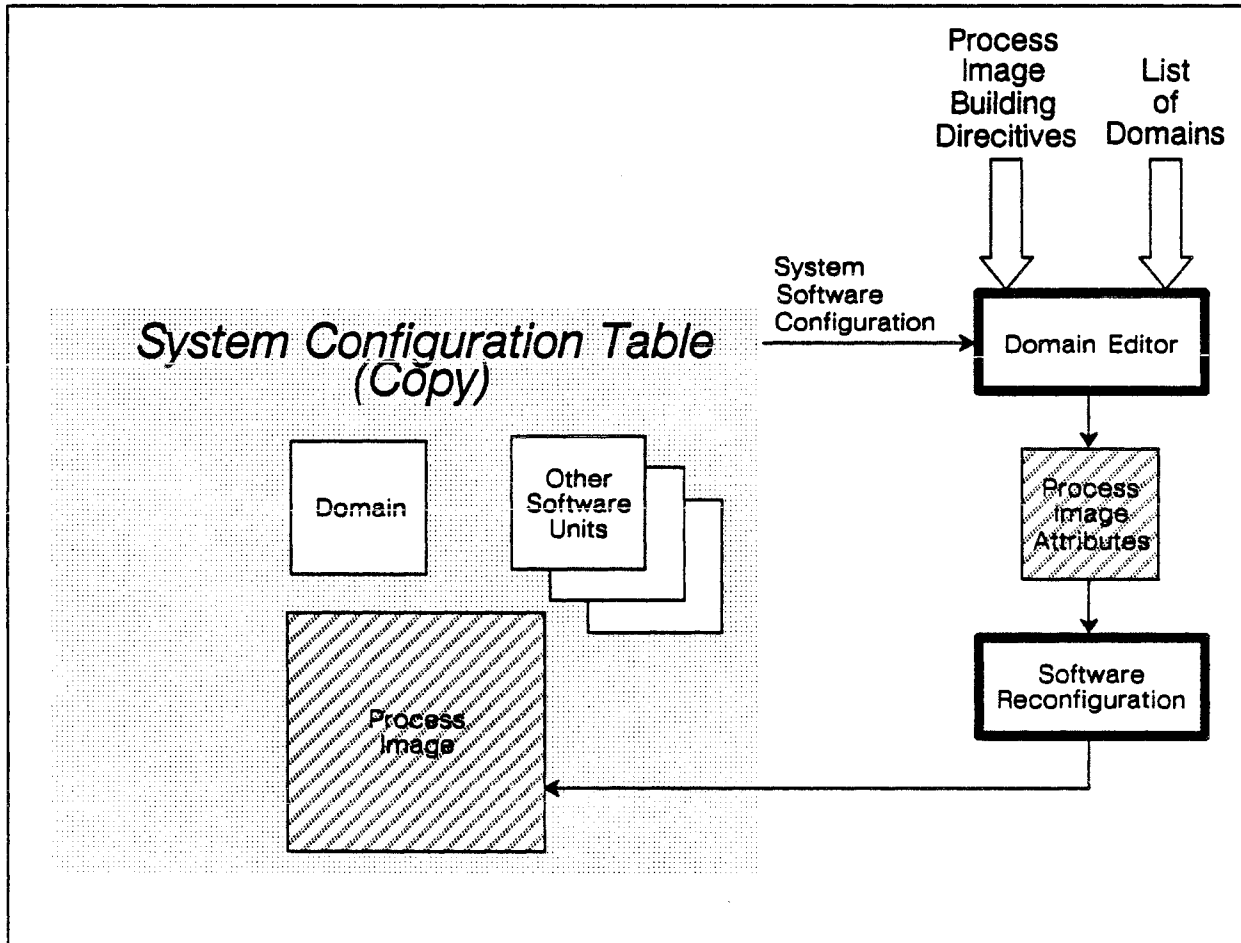 Process
Image
Building
Direcitives
List
of
Domains
System
Software
Configuration
Domain Editor
System Configuration Table
(Copy)
Domain
Other
Software
Units
Process
Image
Attributes
Software
Reconfiguration
Process
Image